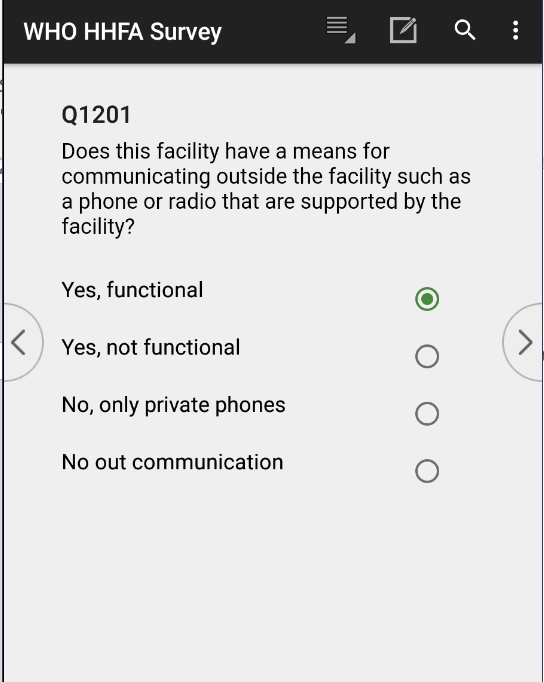 WHO HHFA Survey
Q1201
Does this facility have a means for
communicating outside the facility such as
a phone or radio that are supported by the
facility?
Yes, functional
Yes, not functional
No, only private phones
No out communication